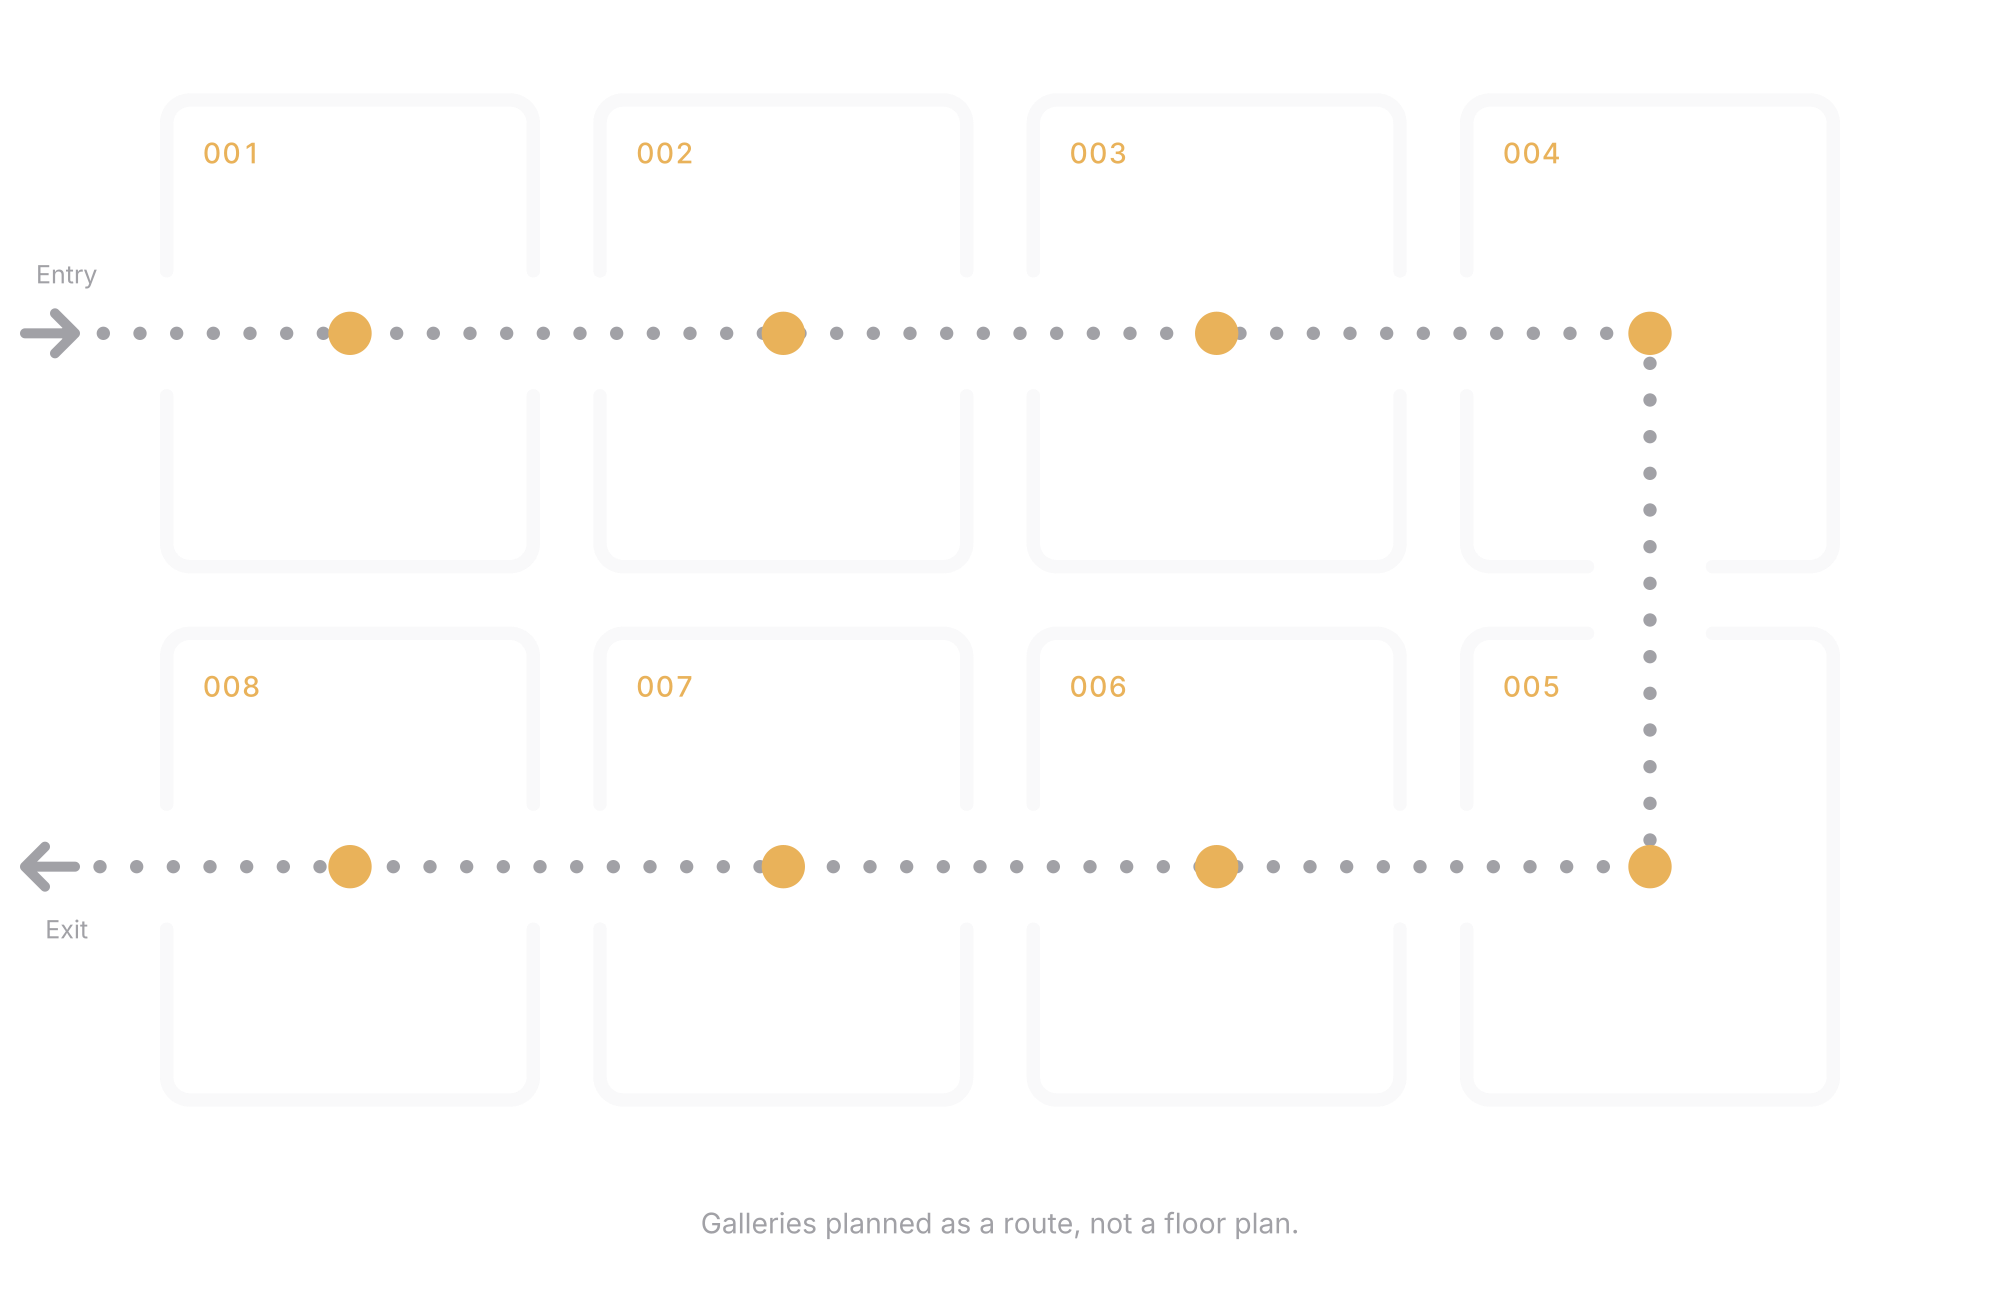 001
002
003
004
Entry
008
007
006
005
Exit
Galleries planned as a route, not a floor plan.